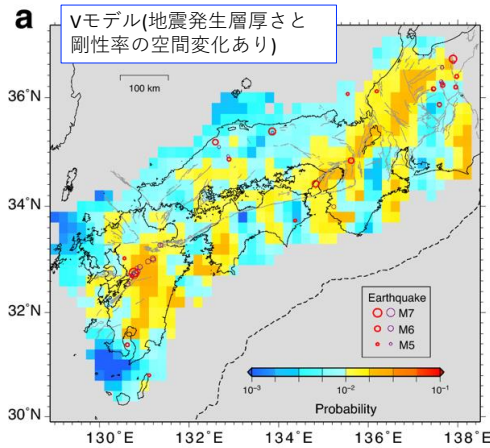 a
Vモデル(地震発生層厚さと
剛性率の空間変化あり)
100 km
36°N
34°N
32°N
30°N
Earthquake
M7
M6
M5
10⁻³ 10⁻² 10⁻¹
Probability
130°E 132°E 134°E 136°E 138°E